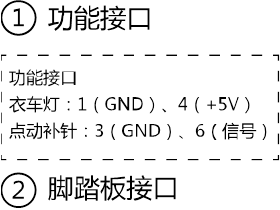 ① 功能接口
功能接口
衣车灯：1（GND）、4（+5V）
点动补针：3（GND）、6（信号）
② 脚踏板接口